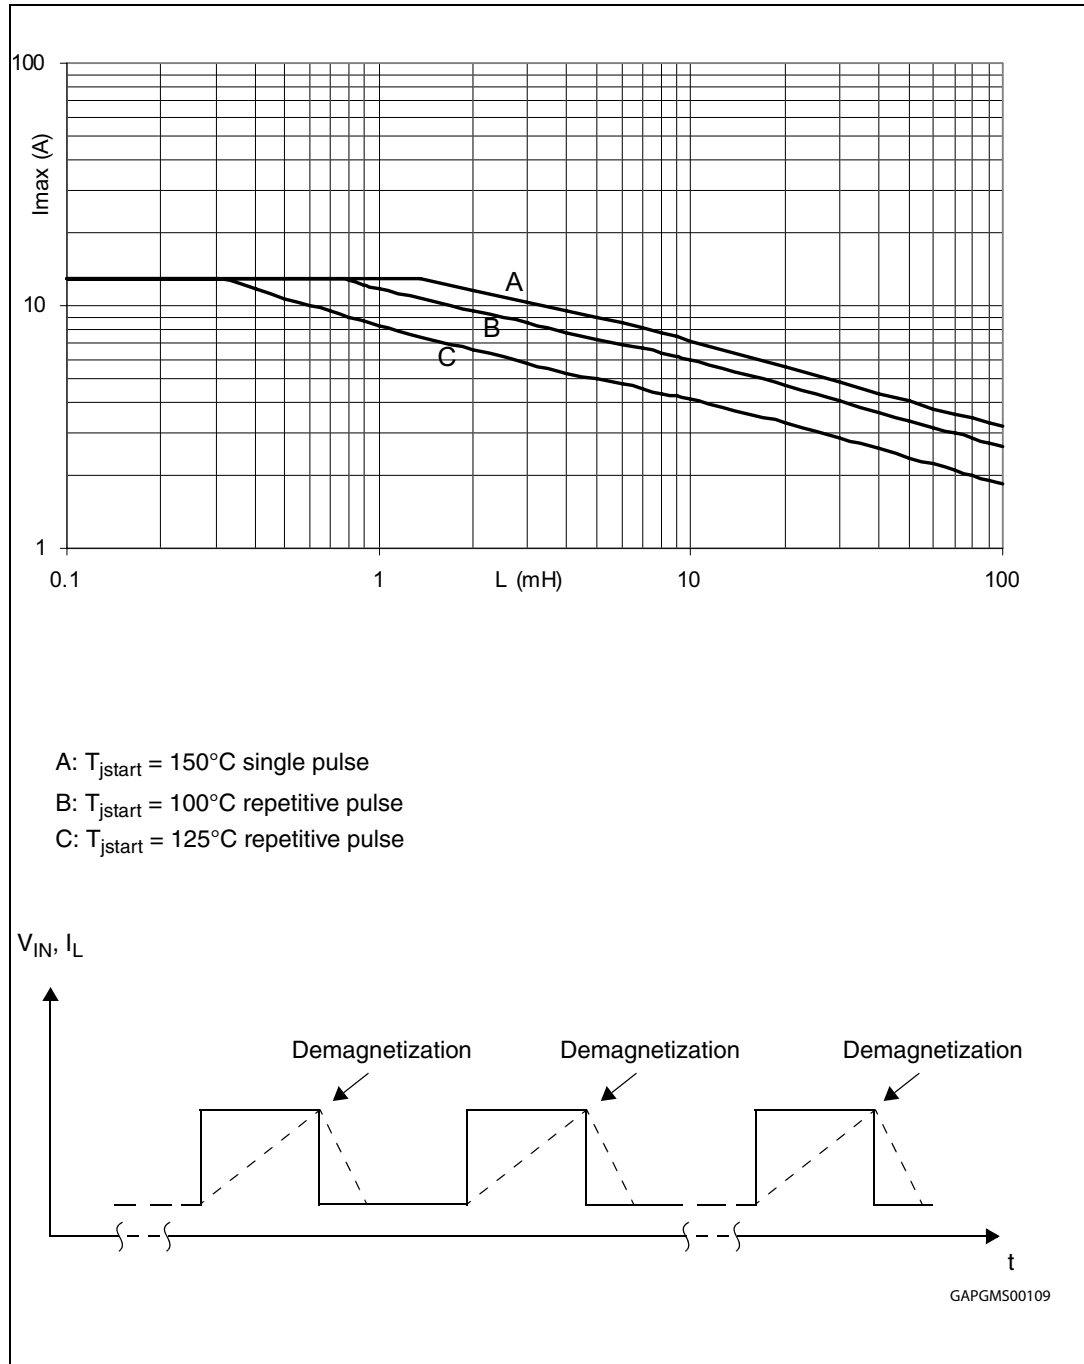 100
Imax (A)
A
10
B
C
1
0.1 1 L (mH) 10 100
A: Tjstart = 150°C single pulse
B: Tjstart = 100°C repetitive pulse
C: Tjstart = 125°C repetitive pulse
VIN, IL
Demagnetization Demagnetization Demagnetization
t
GAPGMS00109